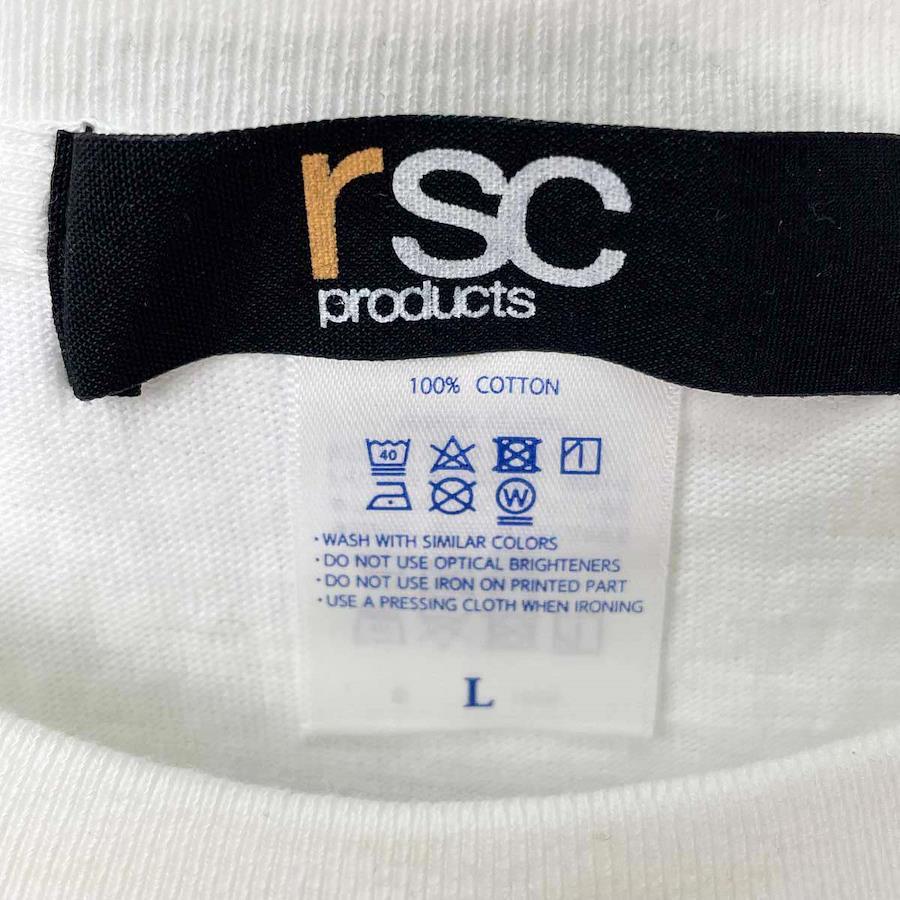 rsc
products
100% COTTON
40
W
・WASH WITH SIMILAR COLORS
・DO NOT USE OPTICAL BRIGHTENERS
・DO NOT USE IRON ON PRINTED PART
・USE A PRESSING CLOTH WHEN IRONING
L